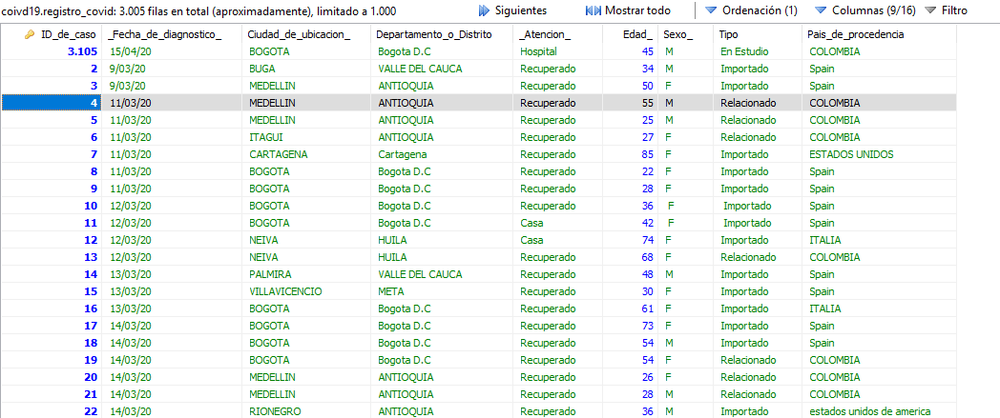 coivd19.registro_covid: 3.005 filas en total (aproximadamente), limitado a 1.000 Siguientes Mostrar todo Ordenación (1) Columnas (9/16) Filtro
ID_de_caso _Fecha_de_diagnostico_ Ciudad_de_ubicacion_ Departamento_o_Distrito _Atencion_ Edad_ Sexo_ Tipo Pais_de_procedencia
3.105 15/04/20 BOGOTA Bogota D.C Hospital 45 M En Estudio COLOMBIA
2 9/03/20 BUGA VALLE DEL CAUCA Recuperado 34 M Importado Spain
3 9/03/20 MEDELLIN ANTIOQUIA Recuperado 50 F Importado Spain
4 11/03/20 MEDELLIN ANTIOQUIA Recuperado 55 M Relacionado COLOMBIA
5 11/03/20 MEDELLIN ANTIOQUIA Recuperado 25 M Relacionado COLOMBIA
6 11/03/20 ITAGUI ANTIOQUIA Recuperado 27 F Relacionado COLOMBIA
7 11/03/20 CARTAGENA Cartagena Recuperado 85 F Importado ESTADOS UNIDOS
8 11/03/20 BOGOTA Bogota D.C Recuperado 22 F Importado Spain
9 11/03/20 BOGOTA Bogota D.C Recuperado 28 F Importado Spain
10 12/03/20 BOGOTA Bogota D.C Recuperado 36 F Importado Spain
11 12/03/20 BOGOTA Bogota D.C Casa 42 F Importado Spain
12 12/03/20 NEIVA HUILA Casa 74 F Importado ITALIA
13 12/03/20 NEIVA HUILA Recuperado 68 F Relacionado COLOMBIA
14 13/03/20 PALMIRA VALLE DEL CAUCA Recuperado 48 M Importado Spain
15 13/03/20 VILLAVICENCIO META Recuperado 30 F Importado Spain
16 13/03/20 BOGOTA Bogota D.C Recuperado 61 F Importado ITALIA
17 14/03/20 BOGOTA Bogota D.C Recuperado 73 F Importado Spain
18 14/03/20 BOGOTA Bogota D.C Recuperado 54 M Importado Spain
19 14/03/20 BOGOTA Bogota D.C Recuperado 54 F Relacionado COLOMBIA
20 14/03/20 MEDELLIN ANTIOQUIA Recuperado 26 F Relacionado COLOMBIA
21 14/03/20 MEDELLIN ANTIOQUIA Recuperado 28 M Relacionado COLOMBIA
22 14/03/20 RIONEGRO ANTIOQUIA Recuperado 36 M Importado estados unidos de america